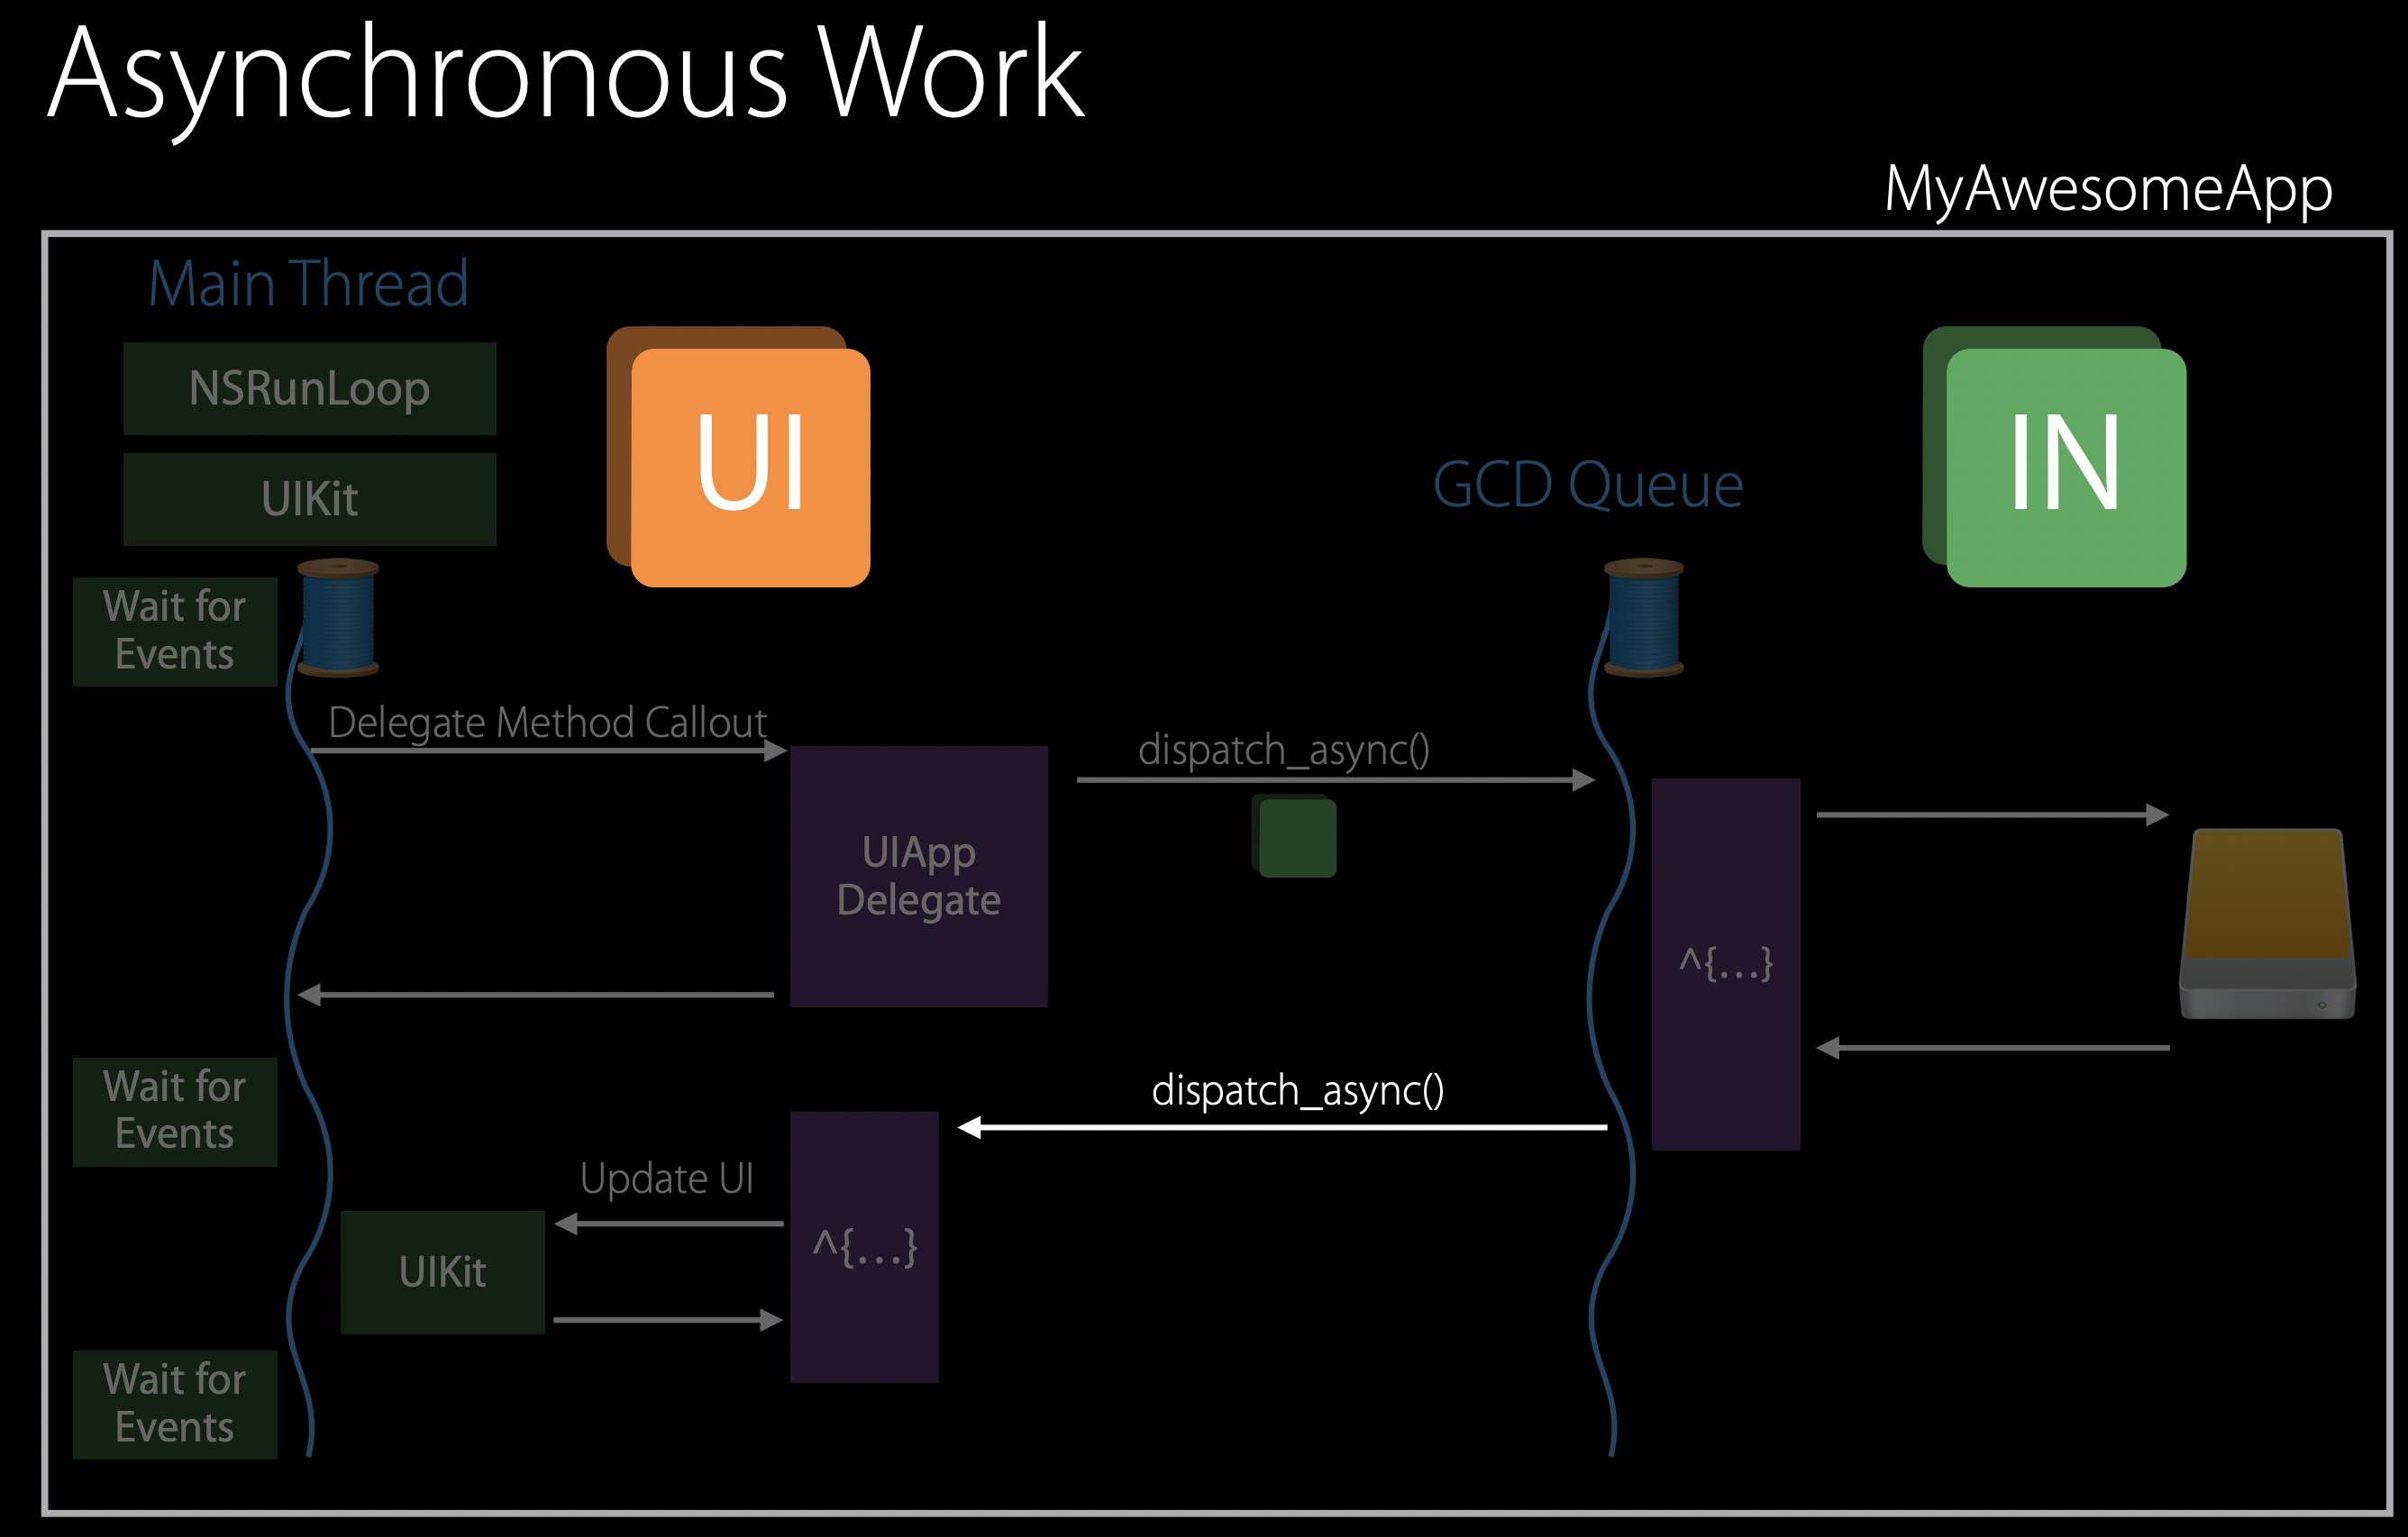 Asynchronous Work
MyAwesomeApp
Main Thread
NSRunLoop
UIKit
UI
GCD Queue
IN
Wait for
Events
Delegate Method Callout
dispatch_async()
UIApp
Delegate
^{...}
Wait for
Events
dispatch_async()
Update UI
UIKit
^{...}
Wait for
Events